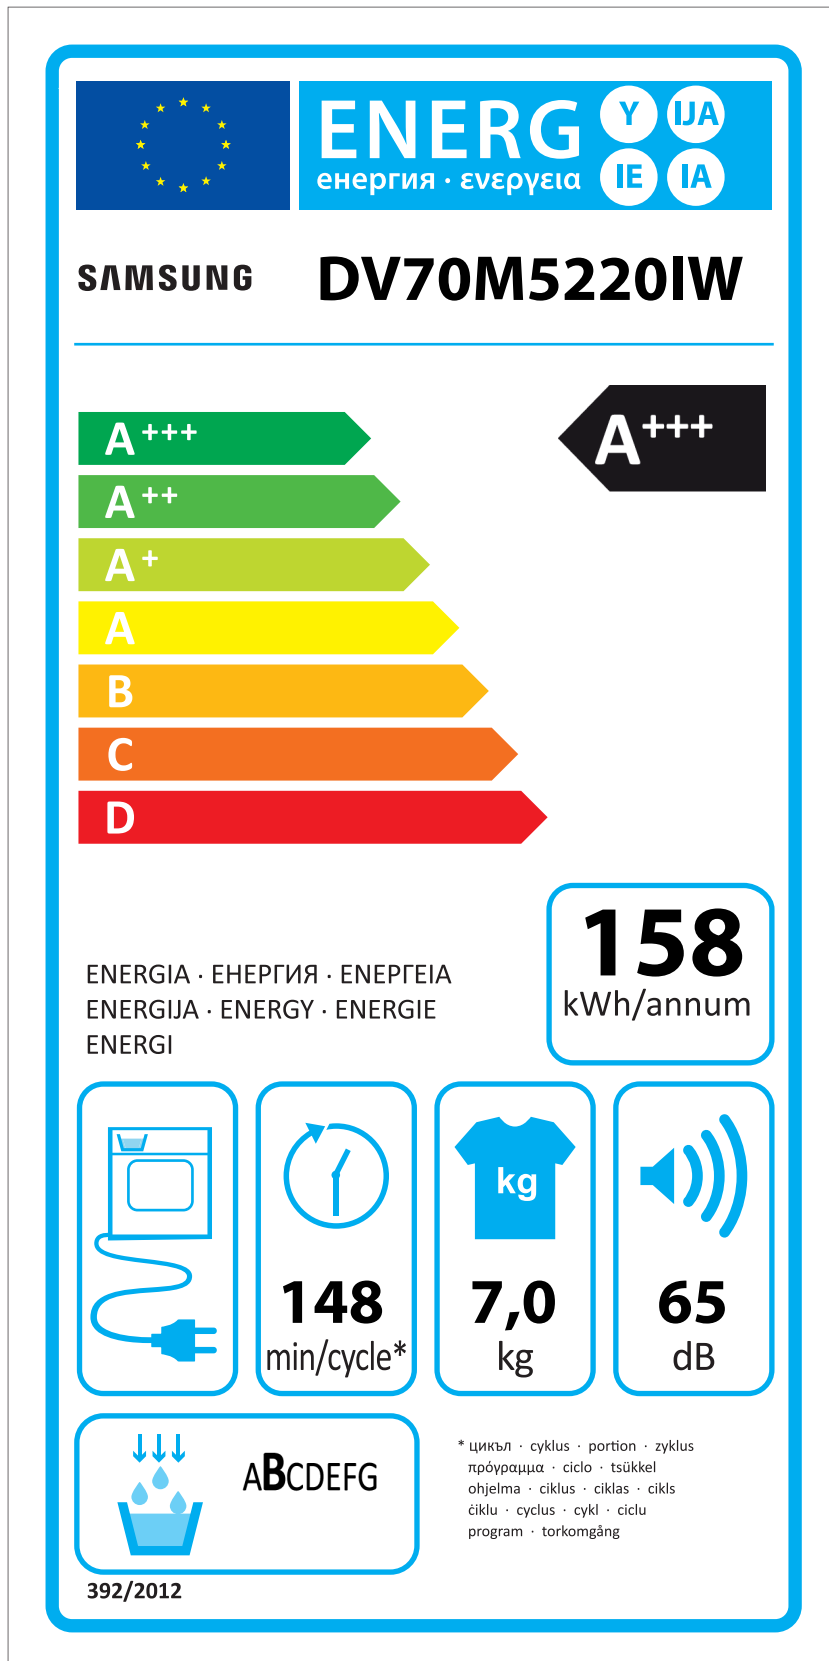 ENERG Y IJA
енергия · ενεργεια IE IA
SAMSUNG DV70M5220IW
A+++ A+++
A++
A+
A
B
C
D
158
kWh/annum
ENERGIA · ЕНЕРГИЯ · ΕΝΕΡΓΕΙΑ
ENERGIJA · ENERGY · ENERGIE
ENERGI
kg
148 7,0 65
min/cycle* kg dB
ABCDEFG
* цикъл · cyklus · portion · zyklus
πρόγραμμα · ciclo · tsükkel
ohjelma · ciklus · ciklas · cikls
ċiklu · cyclus · cykl · ciclu
program · torkomgång
392/2012